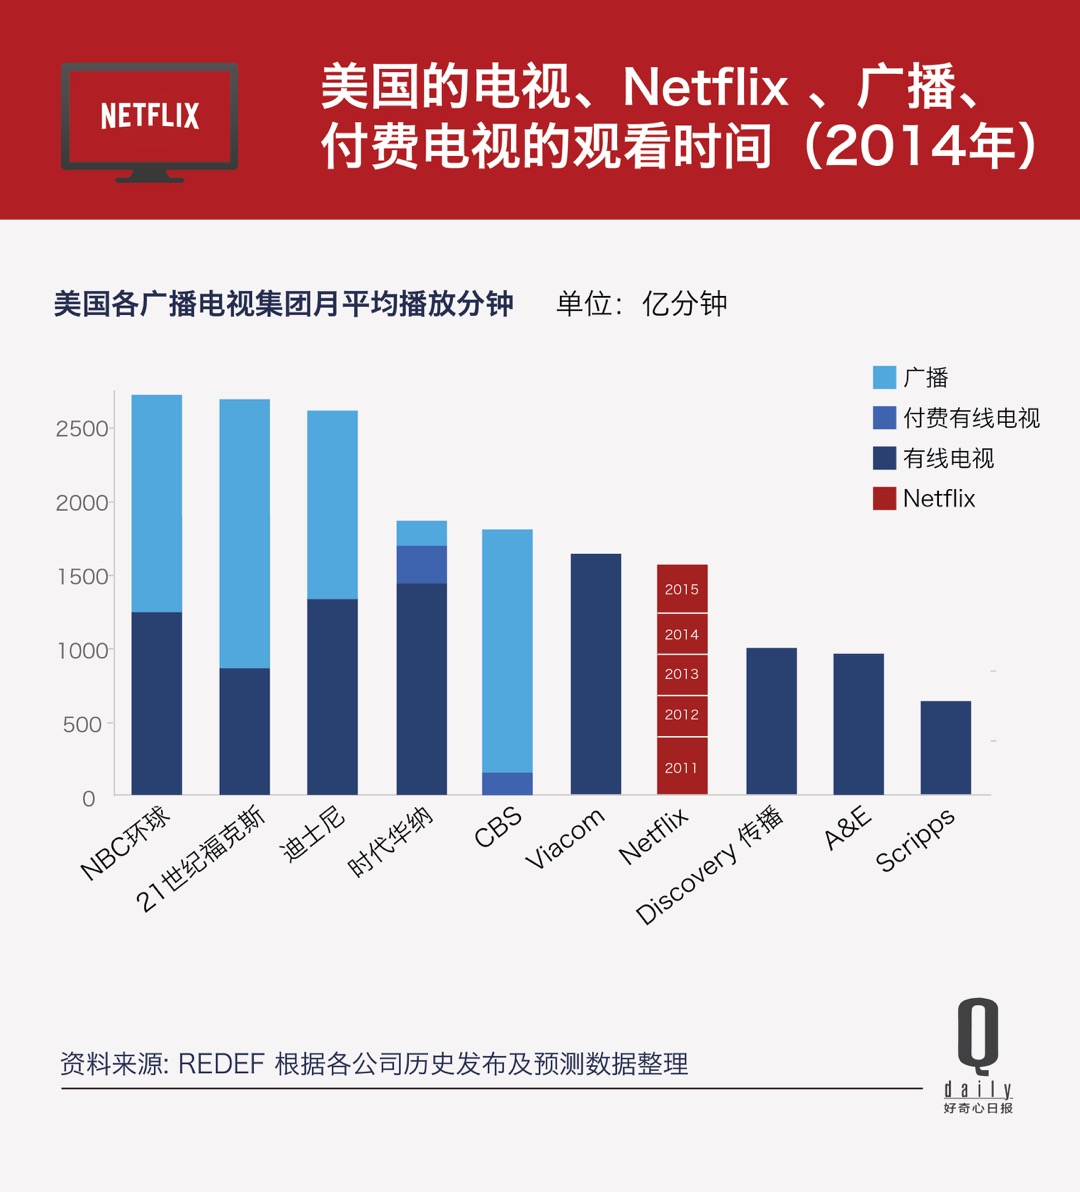 NETFLIX
美国的电视、Netflix 、广播、
付费电视的观看时间（2014年）
美国各广播电视集团月平均播放分钟 单位：亿分钟
广播
付费有线电视
有线电视
Netflix
2500
2000
1500
1000
500
0
2015
2014
2013
2012
2011
NBC环球
21世纪福克斯
迪士尼
时代华纳
CBS
Viacom
Netflix
Discovery 传播
A&E
Scripps
资料来源: REDEF 根据各公司历史发布及预测数据整理
Q
daily
好奇心日报